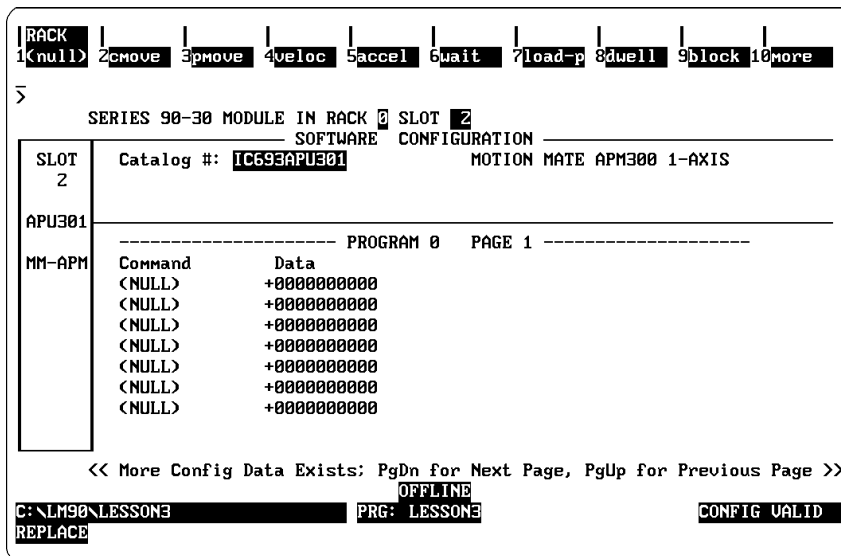 RACK
1(null) 2cmove 3pmove 4veloc 5accel 6wait 7load-p 8dwell 9block 10more
>
SERIES 90-30 MODULE IN RACK 0 SLOT 2
SOFTWARE CONFIGURATION
SLOT Catalog #: IC693APU301 MOTION MATE APM300 1-AXIS
2
APU301
-------------------- PROGRAM 0 PAGE 1 -------------------
MM-APM Command Data
(NULL) +0000000000
(NULL) +0000000000
(NULL) +0000000000
(NULL) +0000000000
(NULL) +0000000000
(NULL) +0000000000
(NULL) +0000000000
<< More Config Data Exists; PgDn for Next Page, PgUp for Previous Page >>
OFFLINE
C:\LM90\LESSON3 PRG: LESSON3 CONFIG VALID
REPLACE